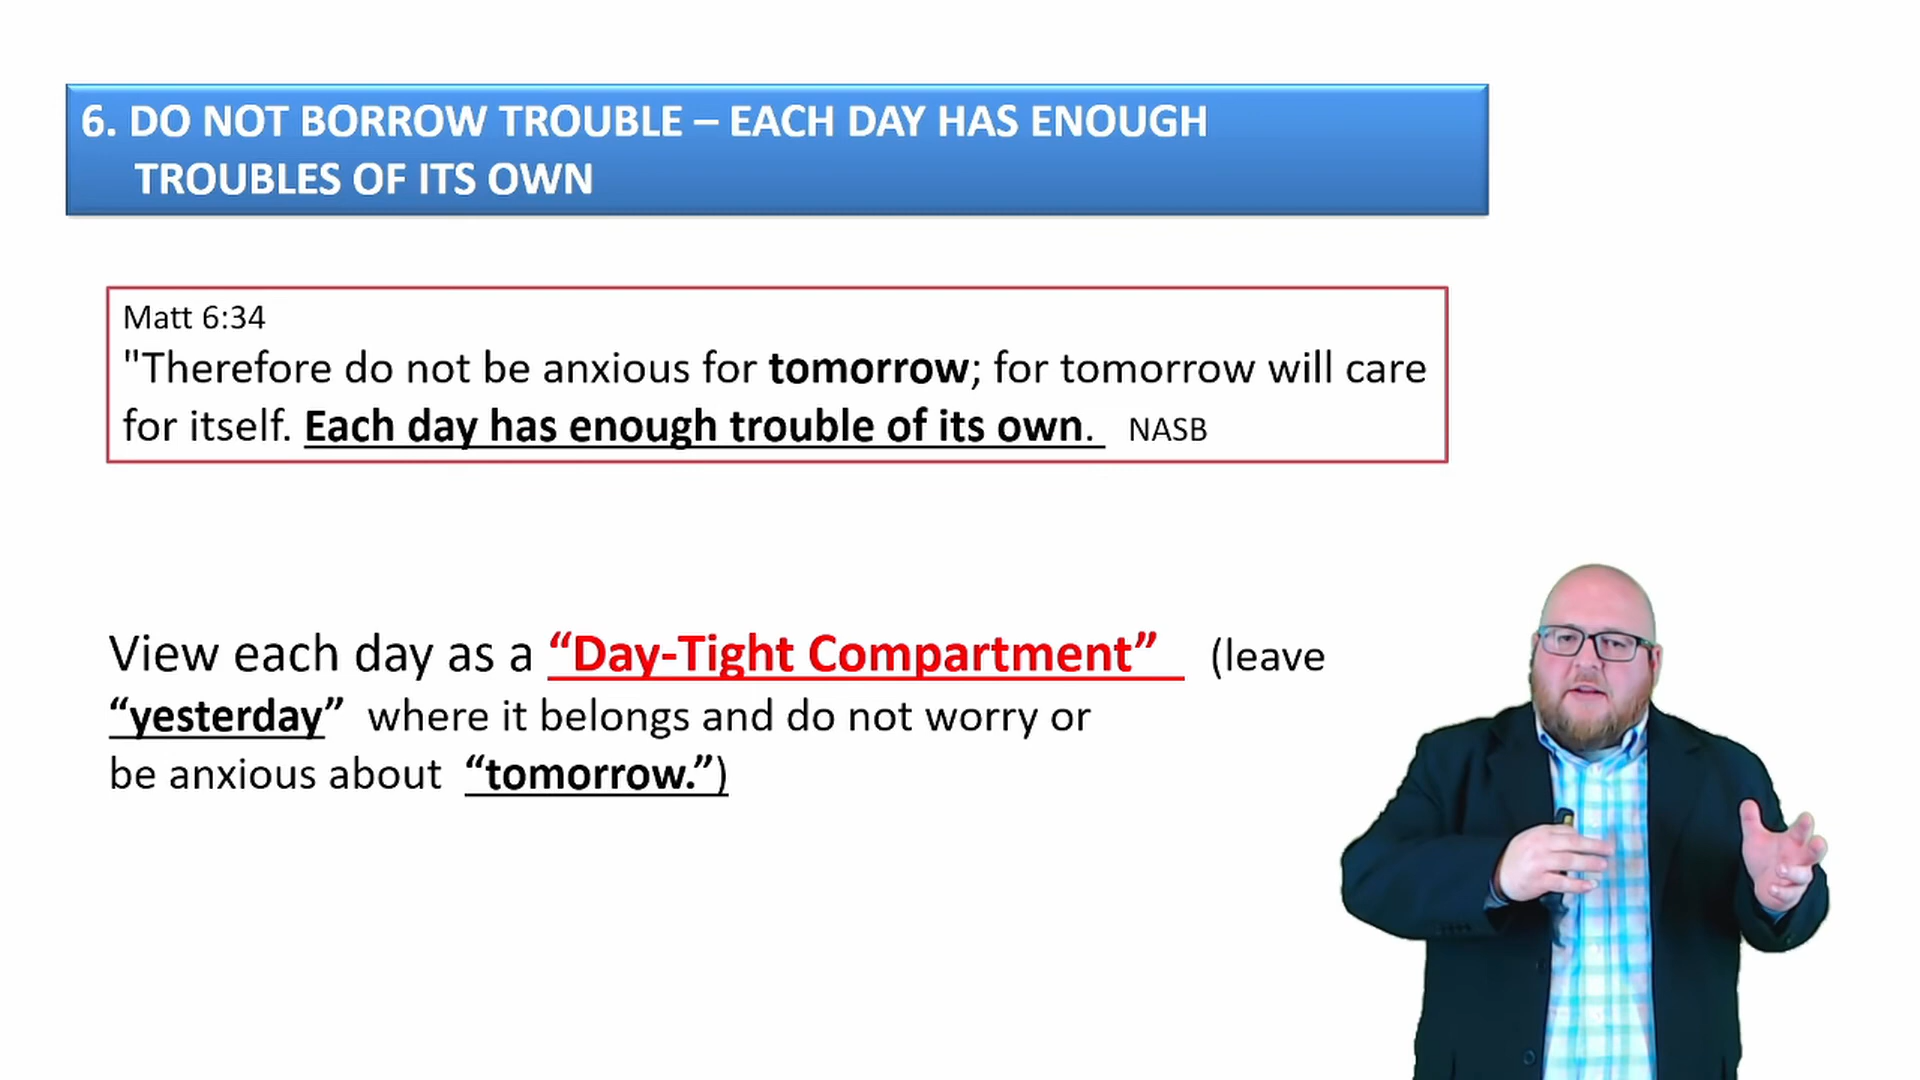 6. DO NOT BORROW TROUBLE – EACH DAY HAS ENOUGH
TROUBLES OF ITS OWN
Matt 6:34
"Therefore do not be anxious for tomorrow; for tomorrow will care
for itself. Each day has enough trouble of its own. NASB
View each day as a “Day-Tight Compartment” (leave
“yesterday” where it belongs and do not worry or
be anxious about “tomorrow.”)